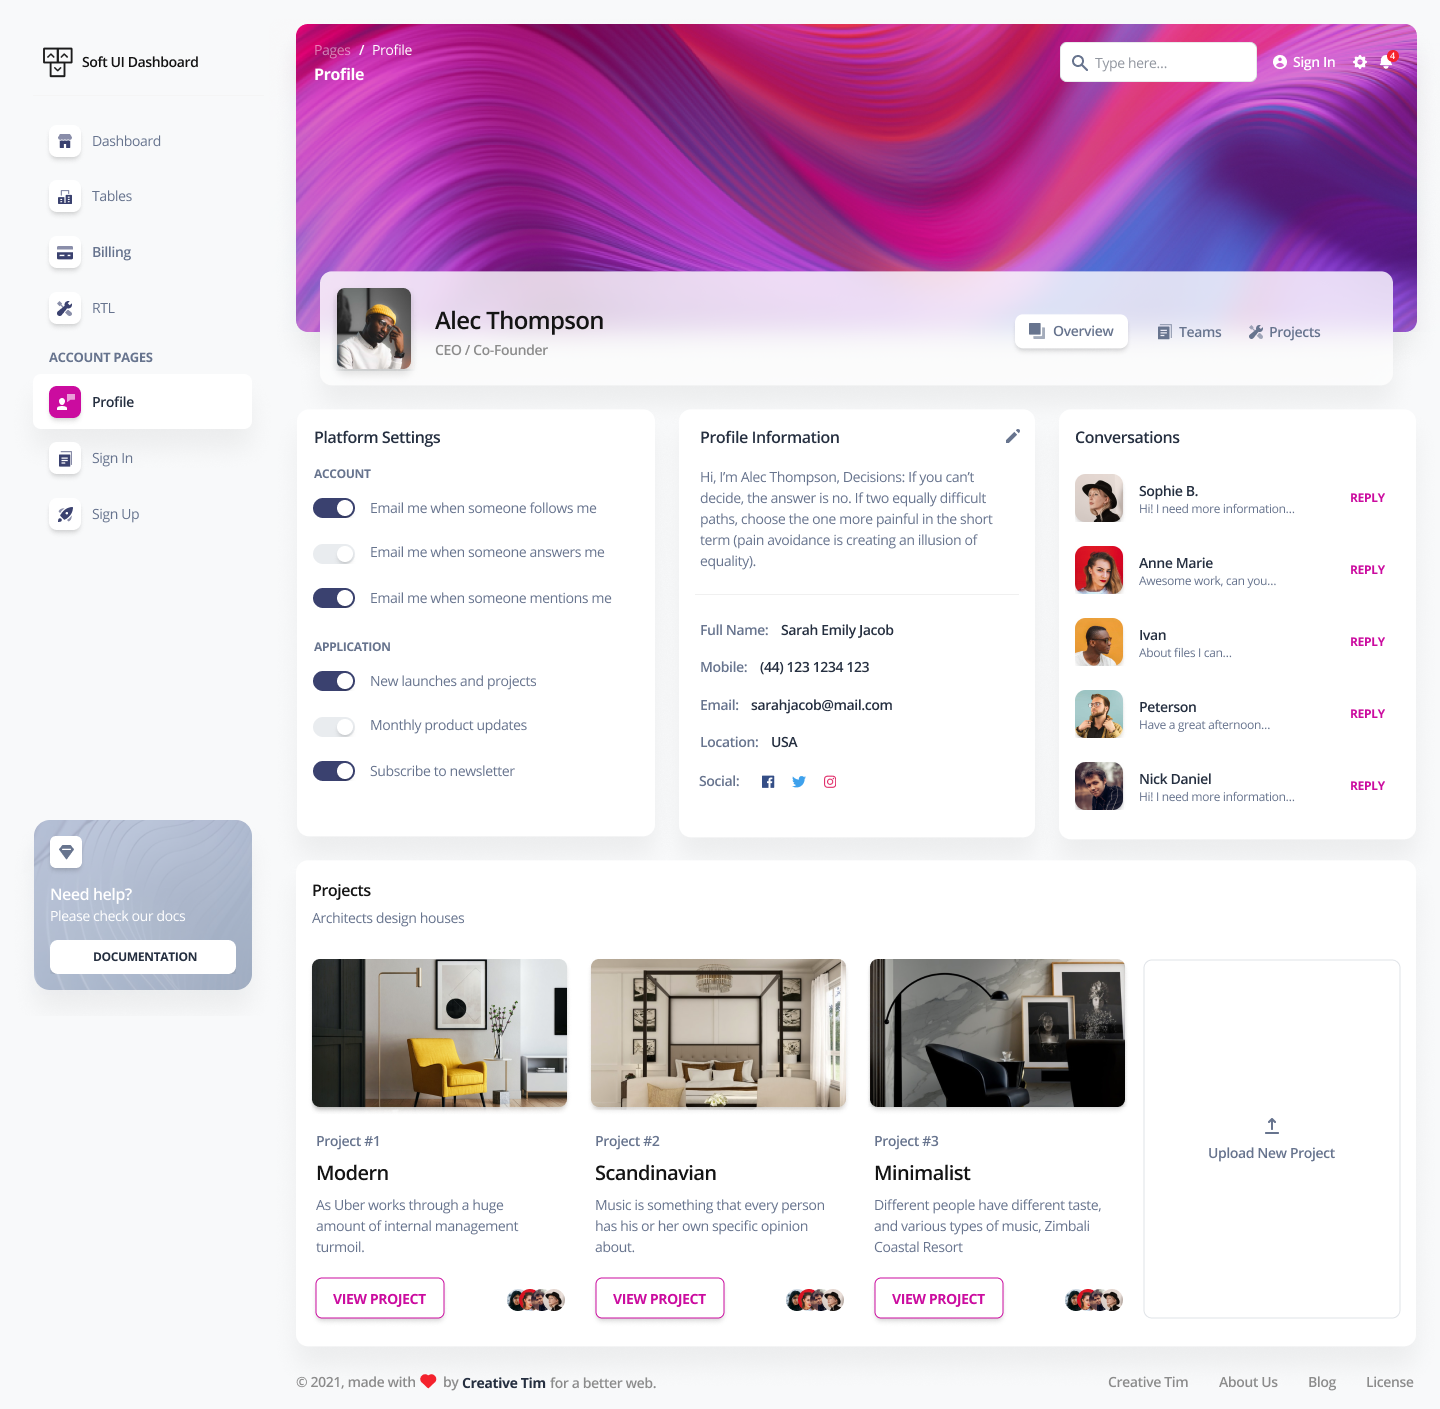 Soft UI Dashboard
Dashboard
Tables
Billing
RTL
ACCOUNT PAGES
Profile
Sign In
Sign Up
Need help?
Please check our docs
DOCUMENTATION
Pages / Profile
Profile
Type here...
Sign In
4
Alec Thompson
CEO / Co-Founder
Overview
Teams
Projects
Platform Settings
ACCOUNT
Email me when someone follows me
Email me when someone answers me
Email me when someone mentions me
APPLICATION
New launches and projects
Monthly product updates
Subscribe to newsletter
Profile Information
Hi, I’m Alec Thompson, Decisions: If you can’t
decide, the answer is no. If two equally difficult
paths, choose the one more painful in the short
term (pain avoidance is creating an illusion of
equality).
Full Name: Sarah Emily Jacob
Mobile: (44) 123 1234 123
Email: sarahjacob@mail.com
Location: USA
Social:
Conversations
Sophie B.
Hi! I need more information...
REPLY
Anne Marie
Awesome work, can you...
REPLY
Ivan
About files I can...
REPLY
Peterson
Have a great afternoon...
REPLY
Nick Daniel
Hi! I need more information...
REPLY
Projects
Architects design houses
Project #1
Modern
As Uber works through a huge
amount of internal management
turmoil.
VIEW PROJECT
Project #2
Scandinavian
Music is something that every person
has his or her own specific opinion
about.
VIEW PROJECT
Project #3
Minimalist
Different people have different taste,
and various types of music, Zimbali
Coastal Resort
VIEW PROJECT
Upload New Project
© 2021, made with by Creative Tim for a better web.
Creative Tim
About Us
Blog
License